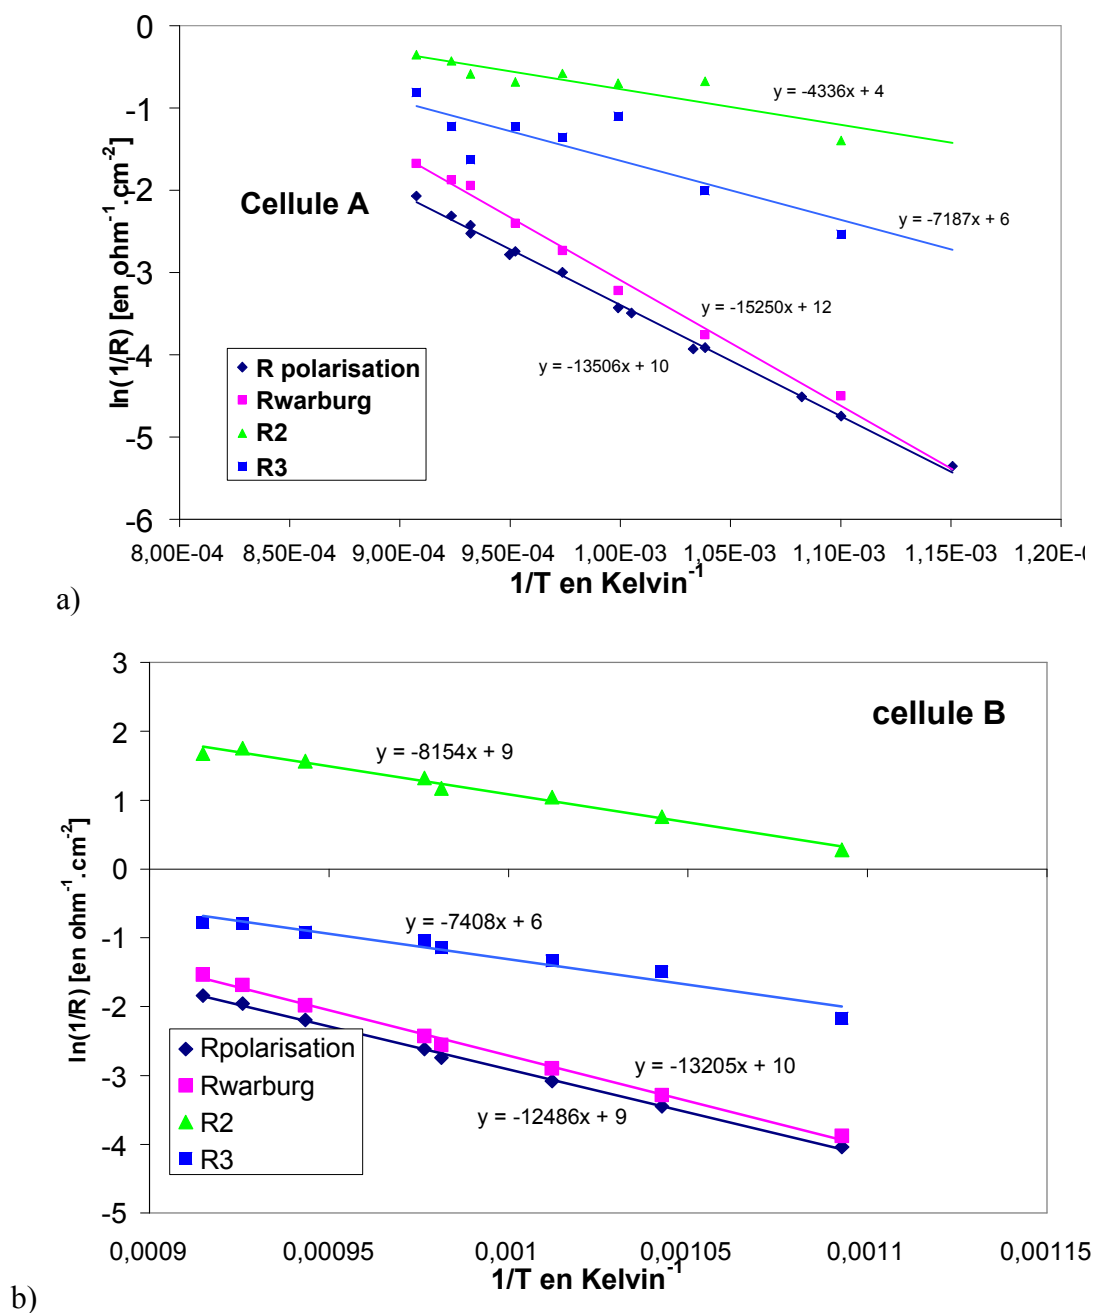 0
-1
-2
-3
-4
-5
-6
ln(1/R) [en ohm⁻¹.cm⁻²]
y = -4336x + 4
Cellule A
y = -7187x + 6
y = -15250x + 12
y = -13506x + 10
R polarisation
Rwarburg
R2
R3
8,00E-04 8,50E-04 9,00E-04 9,50E-04 1,00E-03 1,05E-03 1,10E-03 1,15E-03 1,20E-0
1/T en Kelvin⁻¹
a)
3
2
1
0
-1
-2
-3
-4
-5
ln(1/R) [en ohm⁻¹.cm⁻²]
cellule B
y = -8154x + 9
y = -7408x + 6
y = -13205x + 10
y = -12486x + 9
Rpolarisation
Rwarburg
R2
R3
0,0009 0,00095 0,001 0,00105 0,0011 0,00115
1/T en Kelvin⁻¹
b)